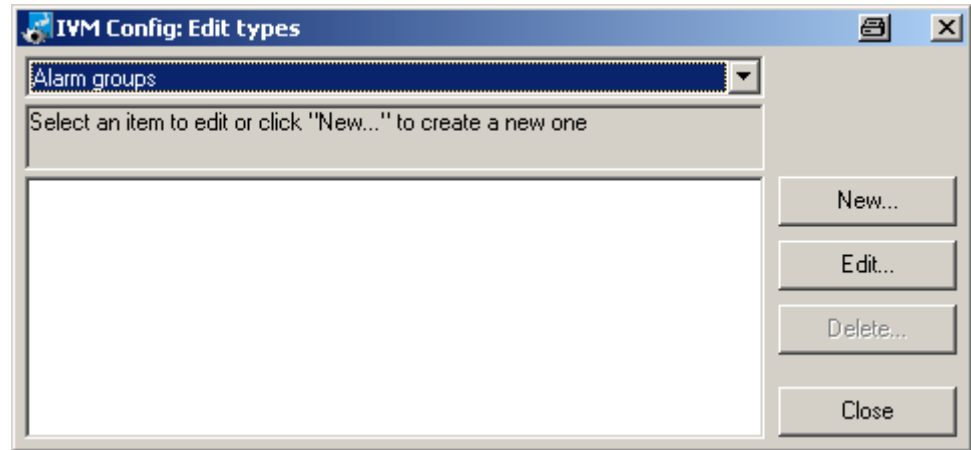 IVM Config: Edit types
Alarm groups
Select an item to edit or click "New..." to create a new one
New...
Edit...
Delete...
Close